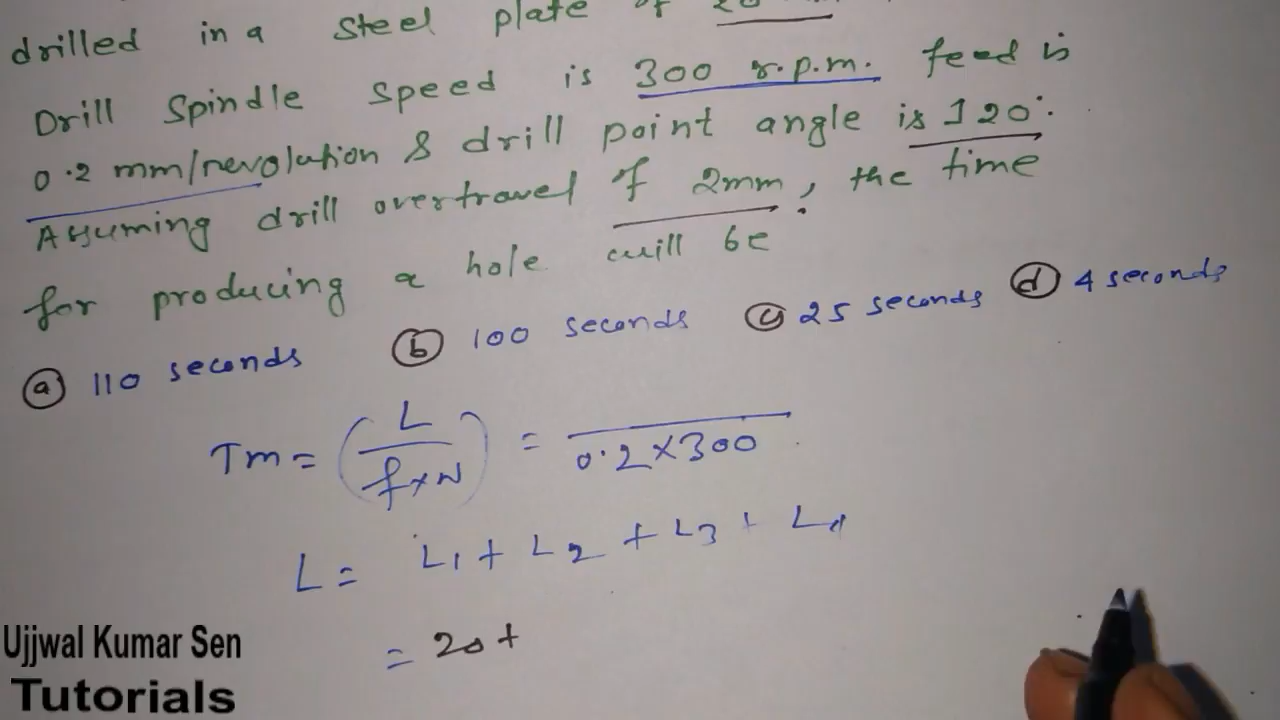 drilled in a steel plate of 20
Drill spindle speed is 300 r.p.m. feed is
0.2 mm/revolution & drill point angle is 120°.
Assuming drill overtravel of 2mm, the time
for producing a hole will be
(a) 110 seconds (b) 100 seconds (c) 25 seconds (d) 4 seconds
Tm = (L / f×N) = / 0.2×300
L = L1 + L2 + L3 + L4
= 20 +
Ujjwal Kumar Sen
Tutorials